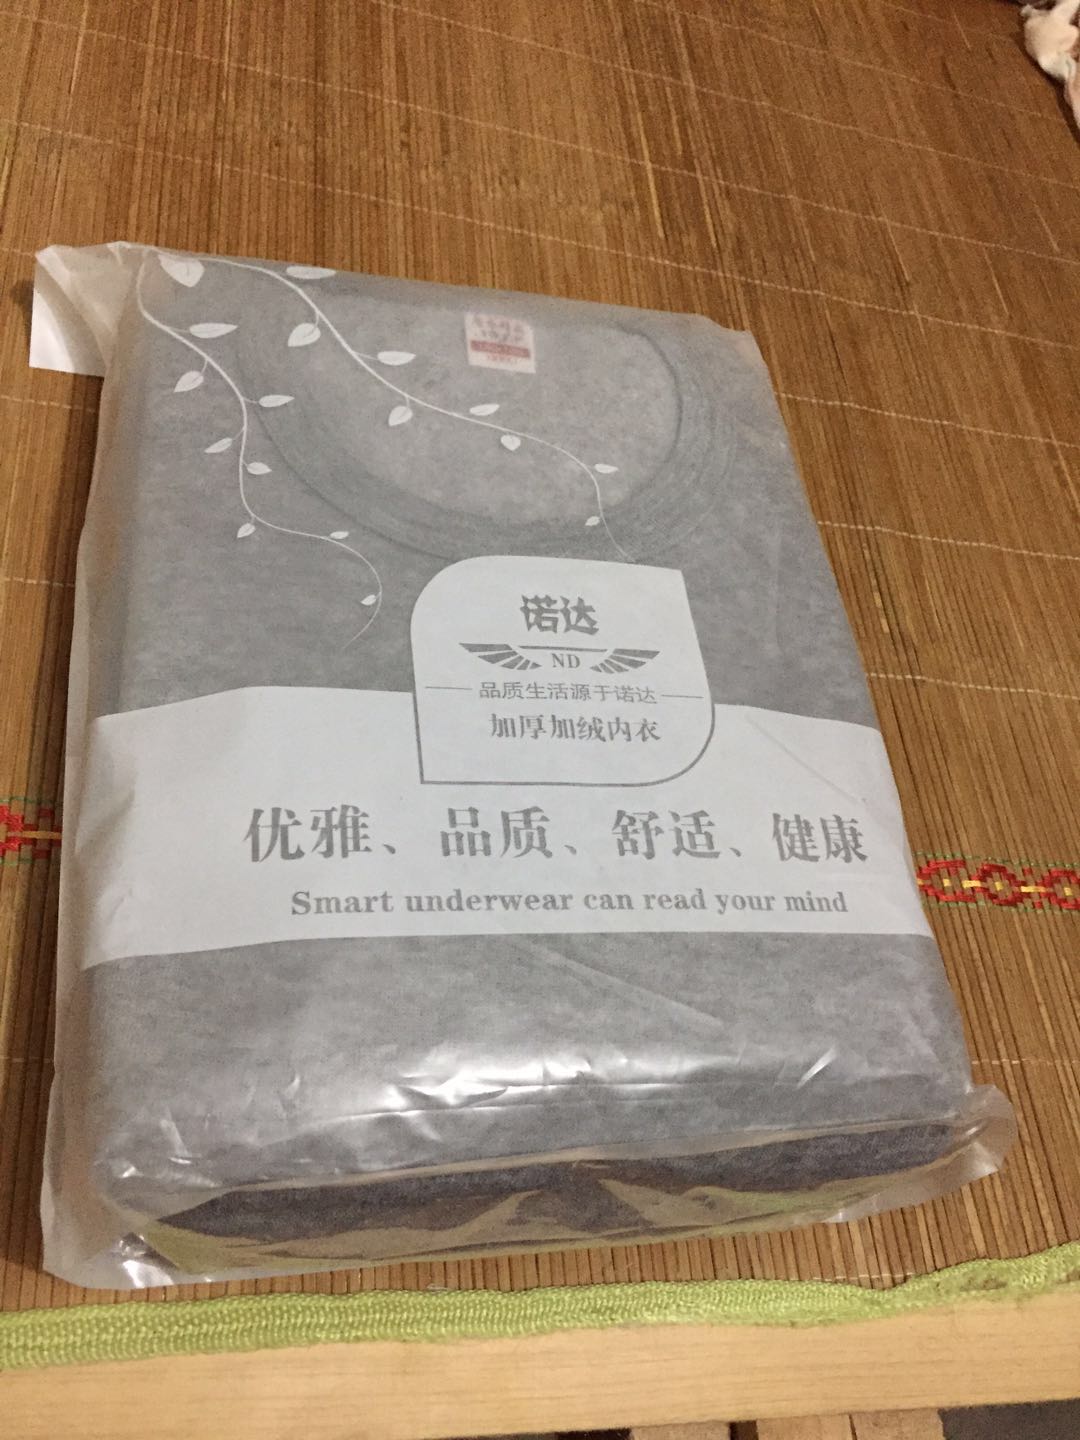 诺达
ND
品质生活源于诺达
加厚加绒内衣
优雅、品质、舒适、健康
Smart underwear can read your mind